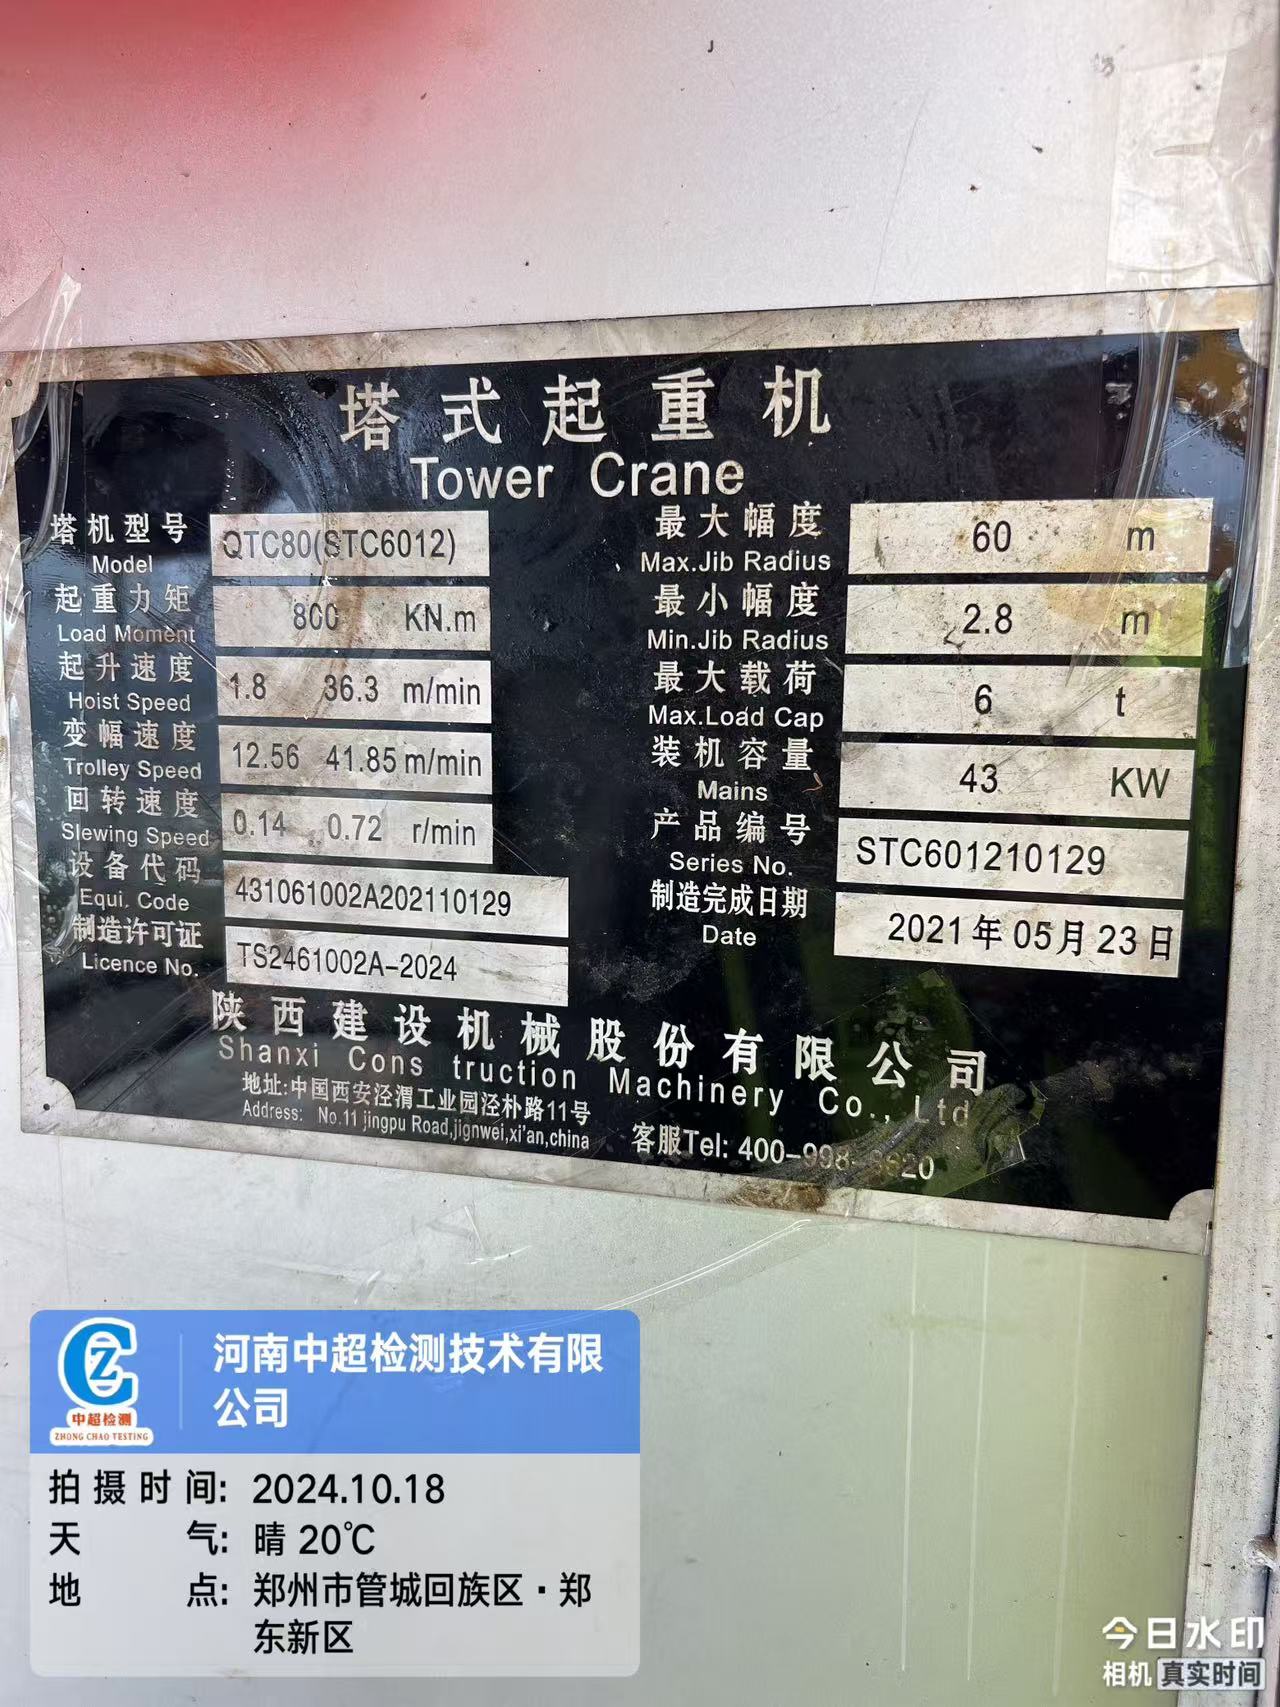 塔式起重机
Tower Crane
塔机型号 QTC80(STC6012)
Model
起重力矩 800 KN.m
Load Moment
起升速度 1.8 36.3 m/min
Hoist Speed
变幅速度 12.56 41.85 m/min
Trolley Speed
回转速度 0.14 0.72 r/min
Slewing Speed
设备代码 431061002A202110129
Equi. Code
制造许可证 TS2461002A-2024
Licence No.
最大幅度 60 m
Max.Jib Radius
最小幅度 2.8 m
Min.Jib Radius
最大载荷 6 t
Max.Load Cap
装机容量 43 KW
Mains
产品编号 STC601210129
Series No.
制造完成日期 2021年05月23日
Date
陕西建设机械股份有限公司
Shanxi Cons truction Machinery Co., Ltd
地址:中国西安泾渭工业园泾朴路11号
Address: No.11 jingpu Road,jignwei,xi'an,china
客服Tel: 400-998-
中超检测
ZHONG CHAO TESTING
河南中超检测技术有限
公司
拍摄时间: 2024.10.18
天气: 晴 20℃
地点: 郑州市管城回族区·郑
东新区
今日水印
相机 真实时间